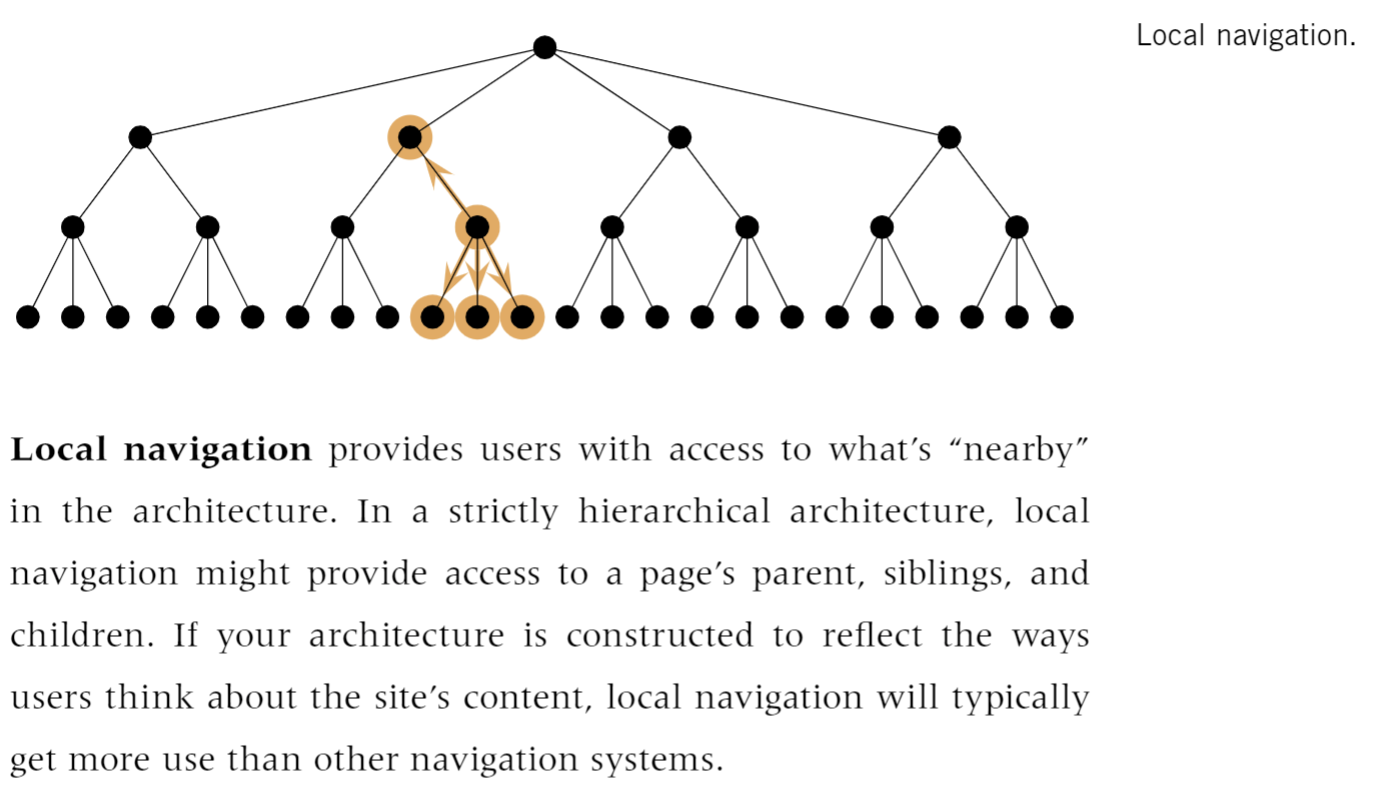 Local navigation.
Local navigation provides users with access to what’s “nearby”
in the architecture. In a strictly hierarchical architecture, local
navigation might provide access to a page’s parent, siblings, and
children. If your architecture is constructed to reflect the ways
users think about the site’s content, local navigation will typically
get more use than other navigation systems.